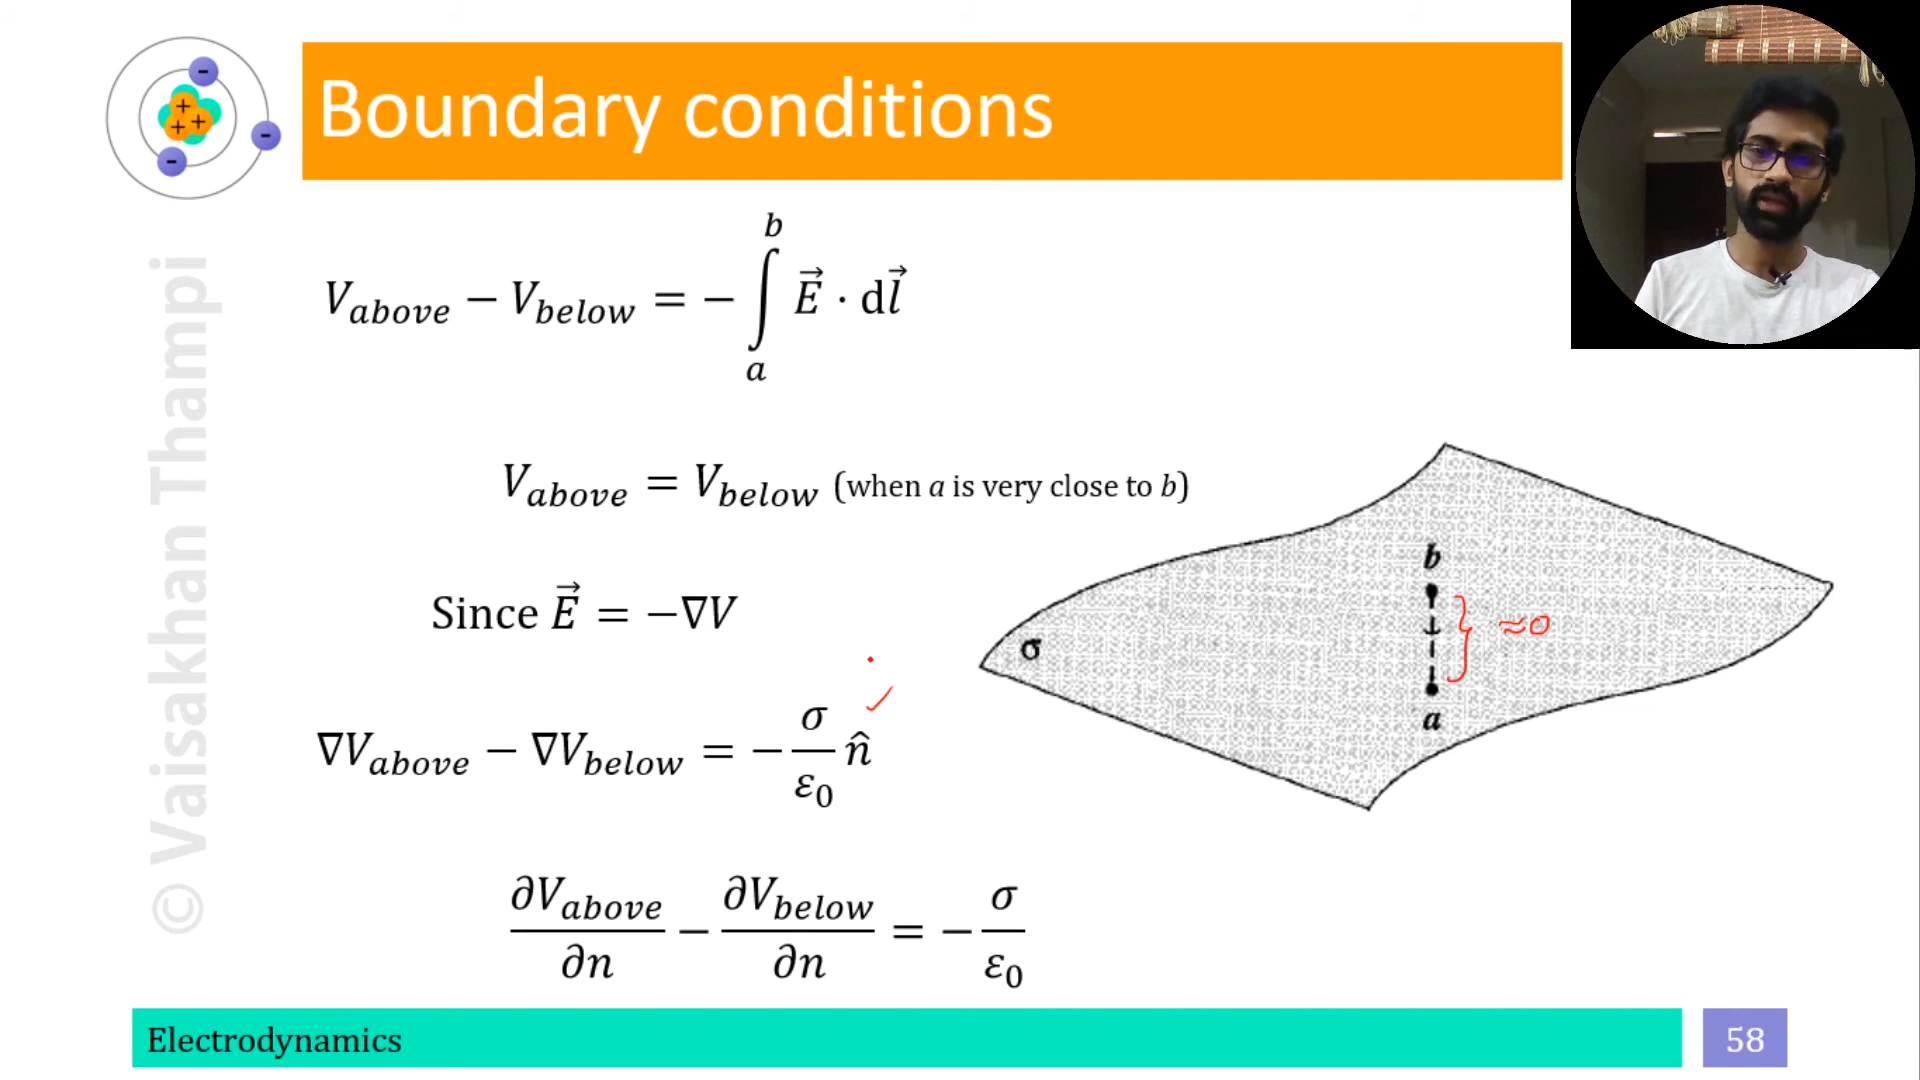 Boundary conditions
V_above − V_below = − ∫_a^b E⃗ · dl⃗
V_above = V_below (when a is very close to b)
Since E⃗ = −∇V
∇V_above − ∇V_below = − σ/ε₀ n̂
∂V_above/∂n − ∂V_below/∂n = − σ/ε₀
b
≈0
σ
a
© Vaisakhan Thampi
Electrodynamics
58